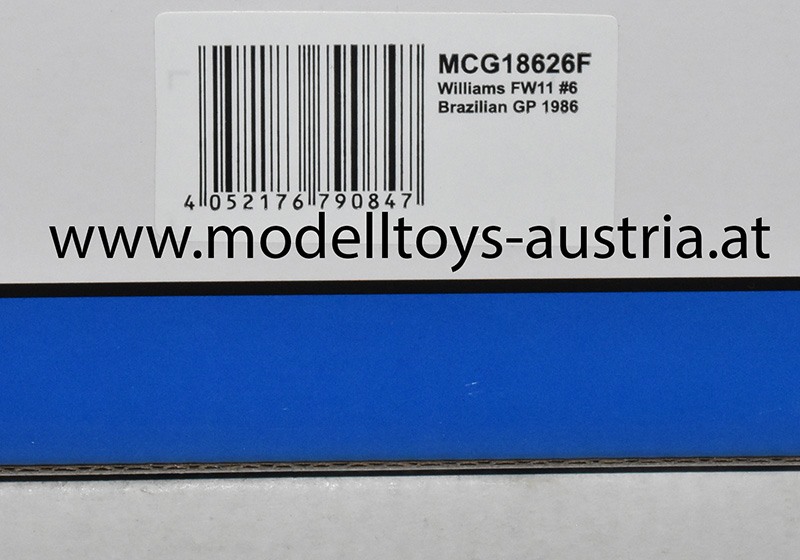 MCG18626F
Williams FW11 #6
Brazilian GP 1986
4 052176 790847
www.modelltoys-austria.at